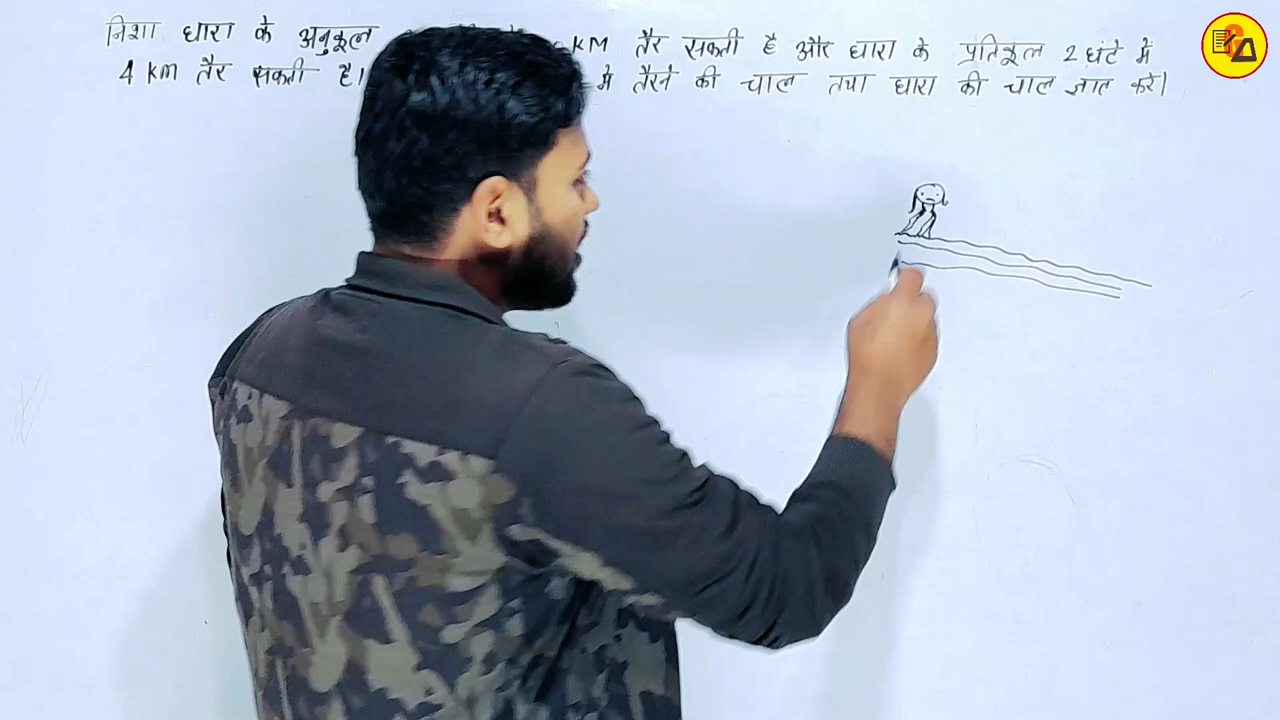 निशा धारा के अनुकूल KM तैर सकती है और धारा के प्रतिकूल 2 घंटे में
4 km तैर सकती है। में तैरने की चाल तथा धारा की चाल ज्ञात करें।